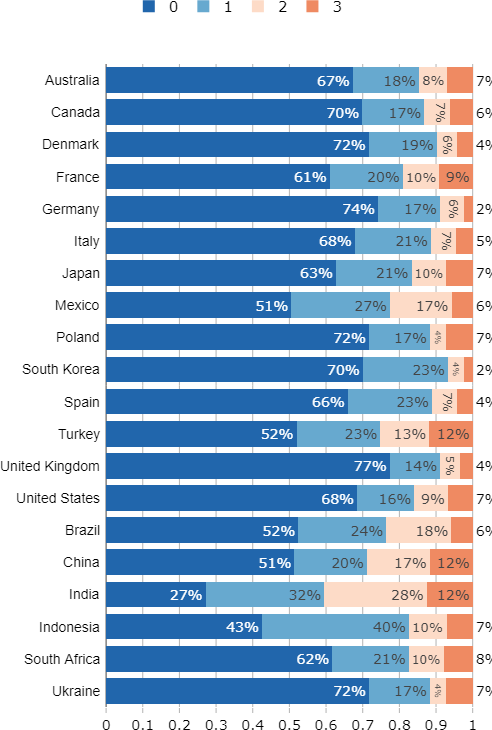 0 1 2 3
Australia 67% 18% 8% 7%
Canada 70% 17% 7% 6%
Denmark 72% 19% 6% 4%
France 61% 20% 10% 9%
Germany 74% 17% 6% 2%
Italy 68% 21% 7% 5%
Japan 63% 21% 10% 7%
Mexico 51% 27% 17% 6%
Poland 72% 17% 4% 7%
South Korea 70% 23% 4% 2%
Spain 66% 23% 7% 4%
Turkey 52% 23% 13% 12%
United Kingdom 77% 14% 5% 4%
United States 68% 16% 9% 7%
Brazil 52% 24% 18% 6%
China 51% 20% 17% 12%
India 27% 32% 28% 12%
Indonesia 43% 40% 10% 7%
South Africa 62% 21% 10% 8%
Ukraine 72% 17% 4% 7%
0 0.1 0.2 0.3 0.4 0.5 0.6 0.7 0.8 0.9 1